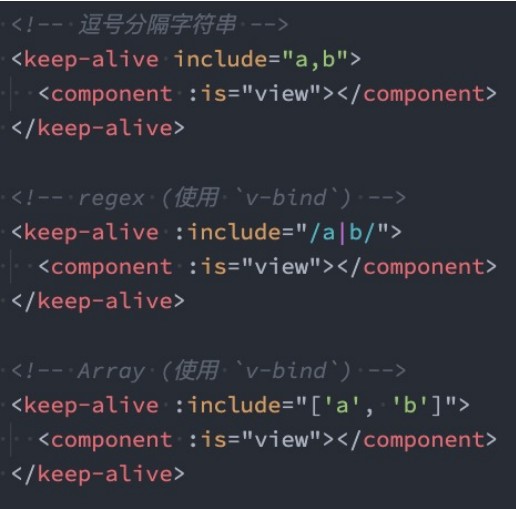 <!-- 逗号分隔字符串 -->
<keep-alive include="a,b">
  <component :is="view"></component>
</keep-alive>

<!-- regex (使用 `v-bind`) -->
<keep-alive :include="/a|b/">
  <component :is="view"></component>
</keep-alive>

<!-- Array (使用 `v-bind`) -->
<keep-alive :include="['a', 'b']">
  <component :is="view"></component>
</keep-alive>